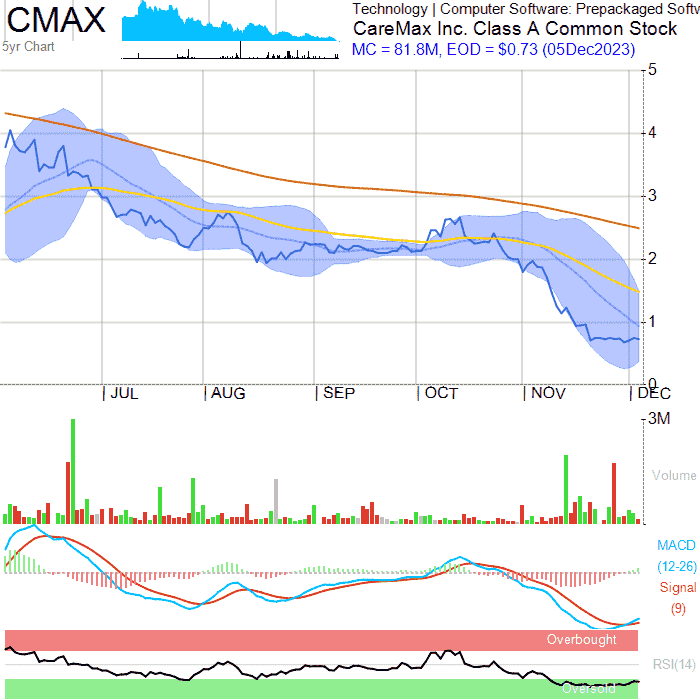 CMAX
5yr Chart
Technology | Computer Software: Prepackaged Softw
CareMax Inc. Class A Common Stock
MC = 81.8M, EOD = $0.73 (05Dec2023)
5
4
3
2
1
0
JUL AUG SEP OCT NOV DEC
3M
Volume
MACD
(12-26)
Signal
(9)
Overbought
RSI(14)
Oversold